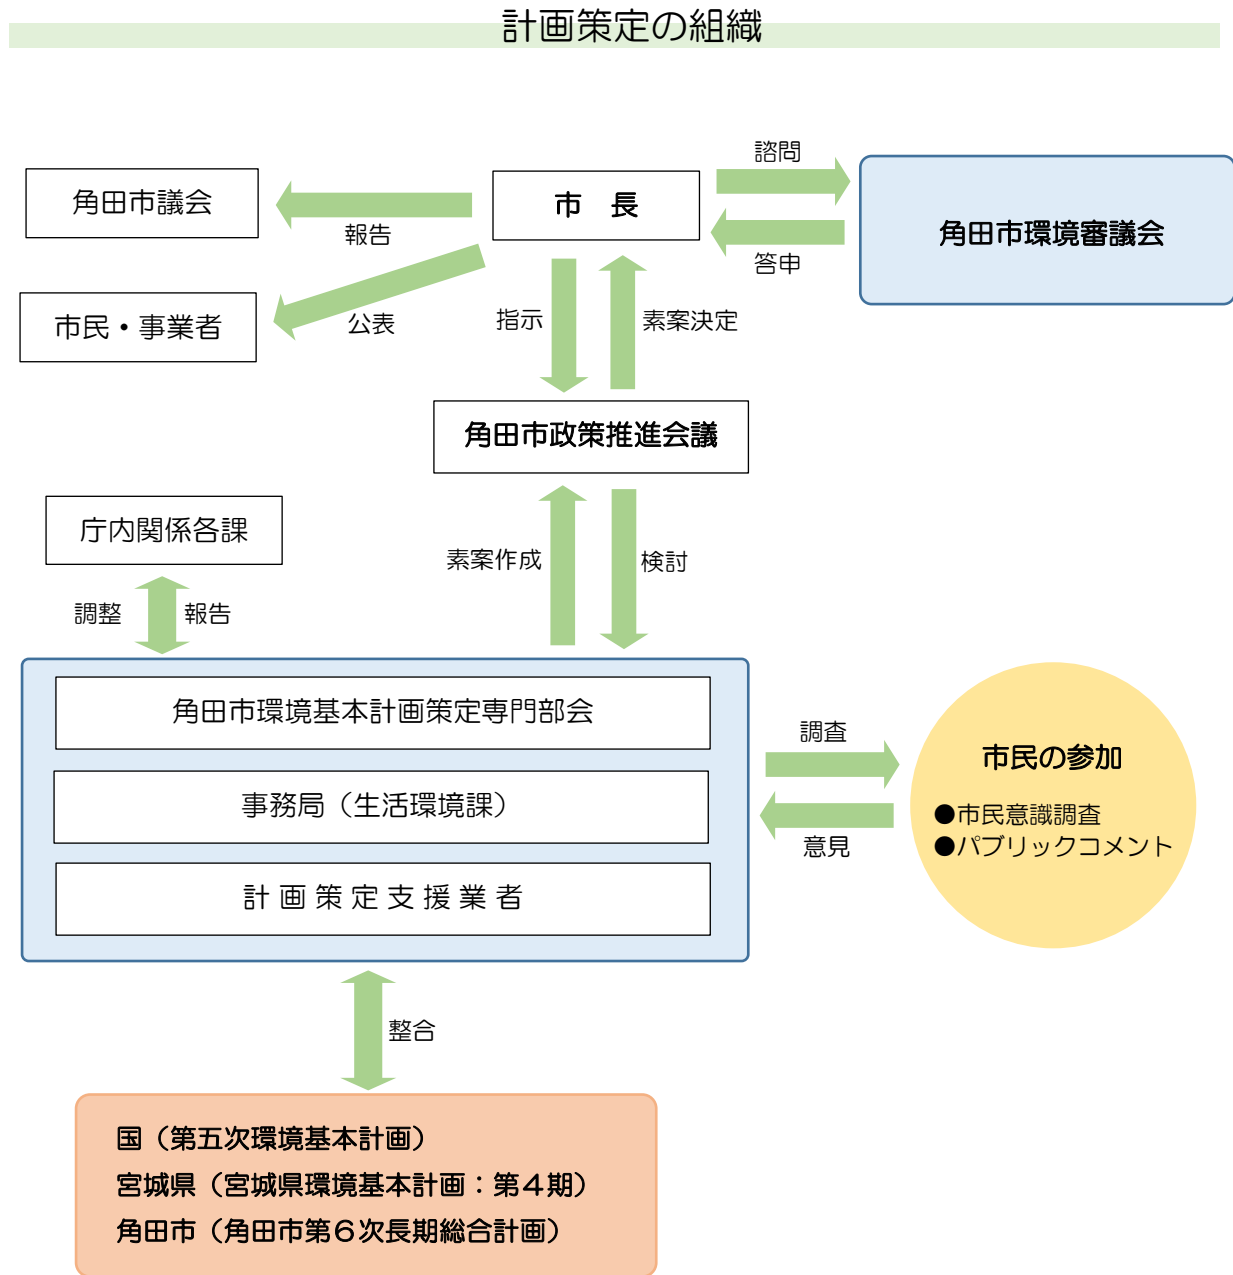 計画策定の組織
諮問
角田市議会
市　長
角田市環境審議会
報告
答申
市民・事業者
公表
指示
素案決定
角田市政策推進会議
庁内関係各課
素案作成
検討
調整
報告
角田市環境基本計画策定専門部会
調査
市民の参加
事務局（生活環境課）
●市民意識調査
意見
●パブリックコメント
計 画 策 定 支 援 業 者
整合
国（第五次環境基本計画）
宮城県（宮城県環境基本計画：第４期）
角田市（角田市第６次長期総合計画）